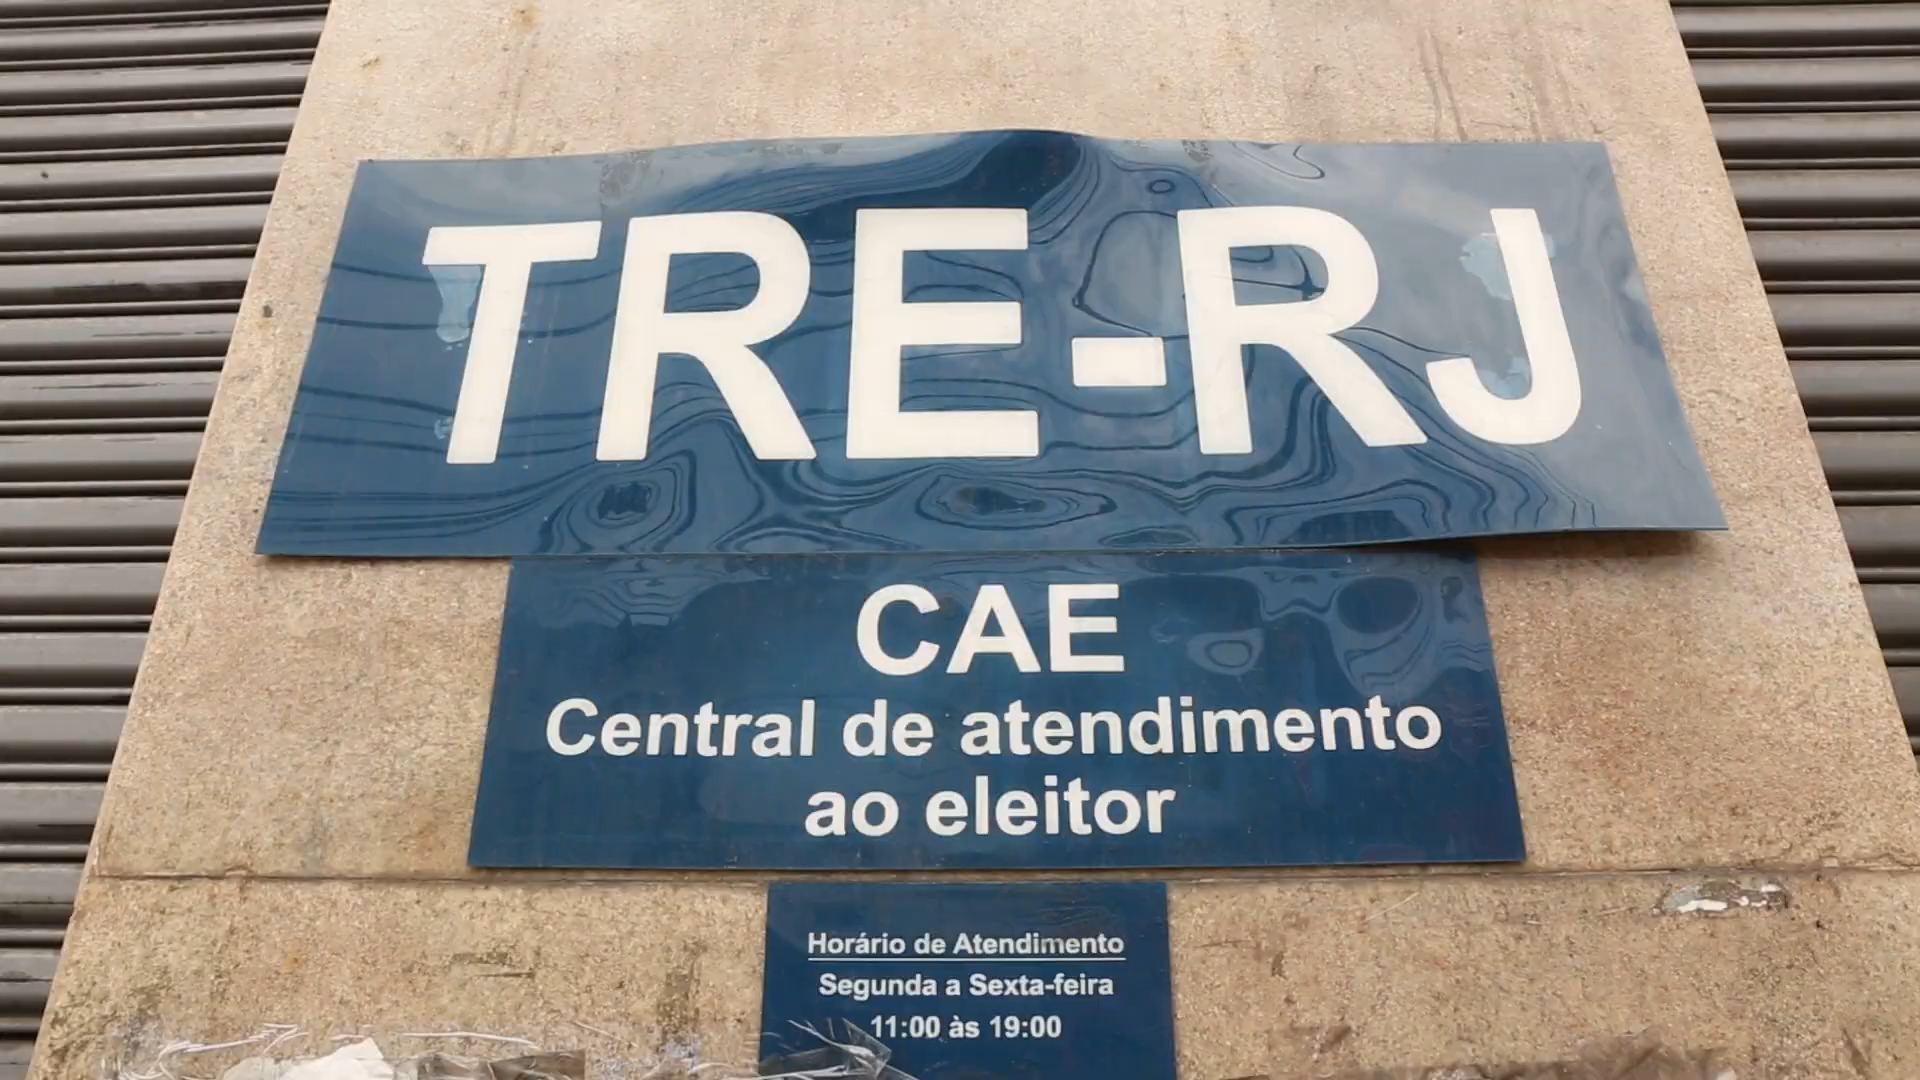 TRE-RJ
CAE
Central de atendimento
ao eleitor
Horário de Atendimento
Segunda a Sexta-feira
11:00 às 19:00